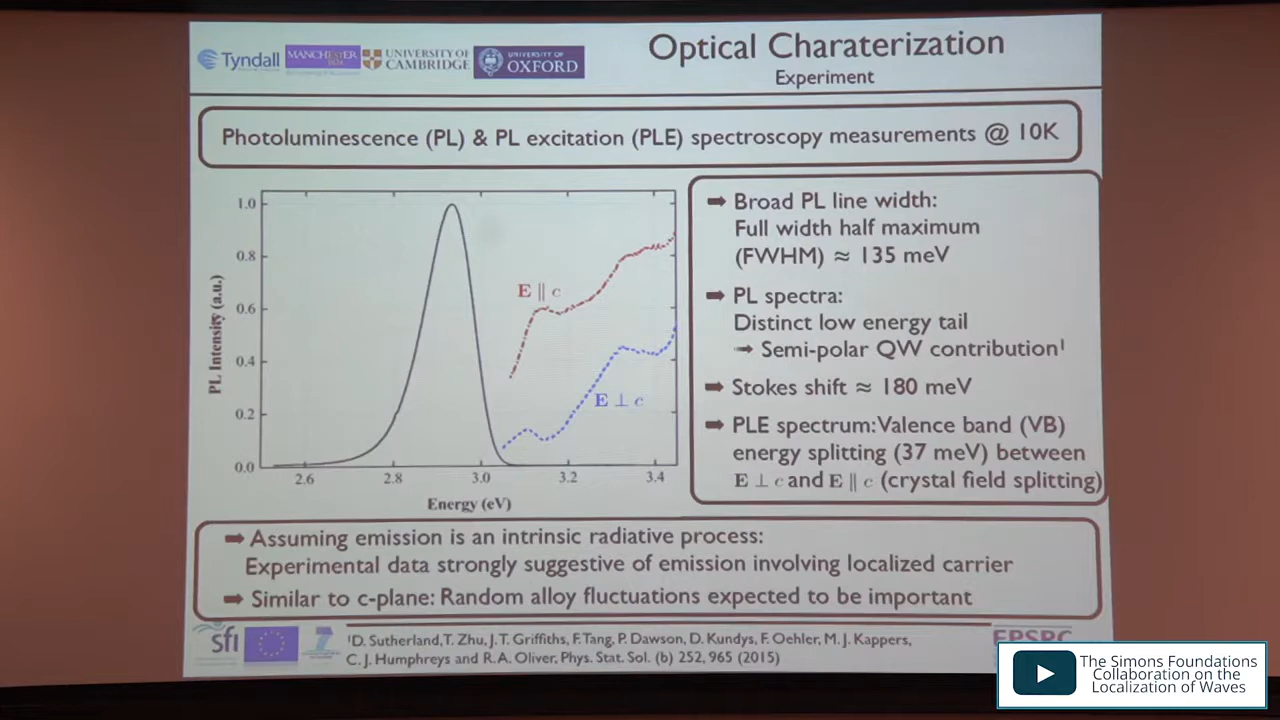 Tyndall
MANCHESTER
UNIVERSITY OF
CAMBRIDGE
UNIVERSITY OF
OXFORD
Optical Charaterization
Experiment
Photoluminescence (PL) & PL excitation (PLE) spectroscopy measurements @ 10K
PL Intensity (a.u.)
1.0
0.8
0.6
0.4
0.2
0.0
E ∥ c
E ⊥ c
2.6 2.8 3.0 3.2 3.4
Energy (eV)
➡ Broad PL line width:
Full width half maximum
(FWHM) ≈ 135 meV
➡ PL spectra:
Distinct low energy tail
➡ Semi-polar QW contribution¹
➡ Stokes shift ≈ 180 meV
➡ PLE spectrum: Valence band (VB)
energy splitting (37 meV) between
E ⊥ c and E ∥ c (crystal field splitting)
➡ Assuming emission is an intrinsic radiative process:
Experimental data strongly suggestive of emission involving localized carrier
➡ Similar to c-plane: Random alloy fluctuations expected to be important
sfi
¹D. Sutherland, T. Zhu, J. T. Griffiths, F. Tang, P. Dawson, D. Kundys, F. Oehler, M. J. Kappers,
C. J. Humphreys and R.A. Oliver, Phys. Stat. Sol. (b) 252, 965 (2015)
EPSRC
The Simons Foundations
Collaboration on the
Localization of Waves